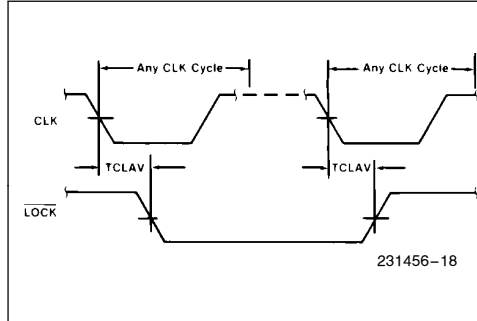 Any CLK Cycle Any CLK Cycle
CLK
TCLAV TCLAV
LOCK
231456–18